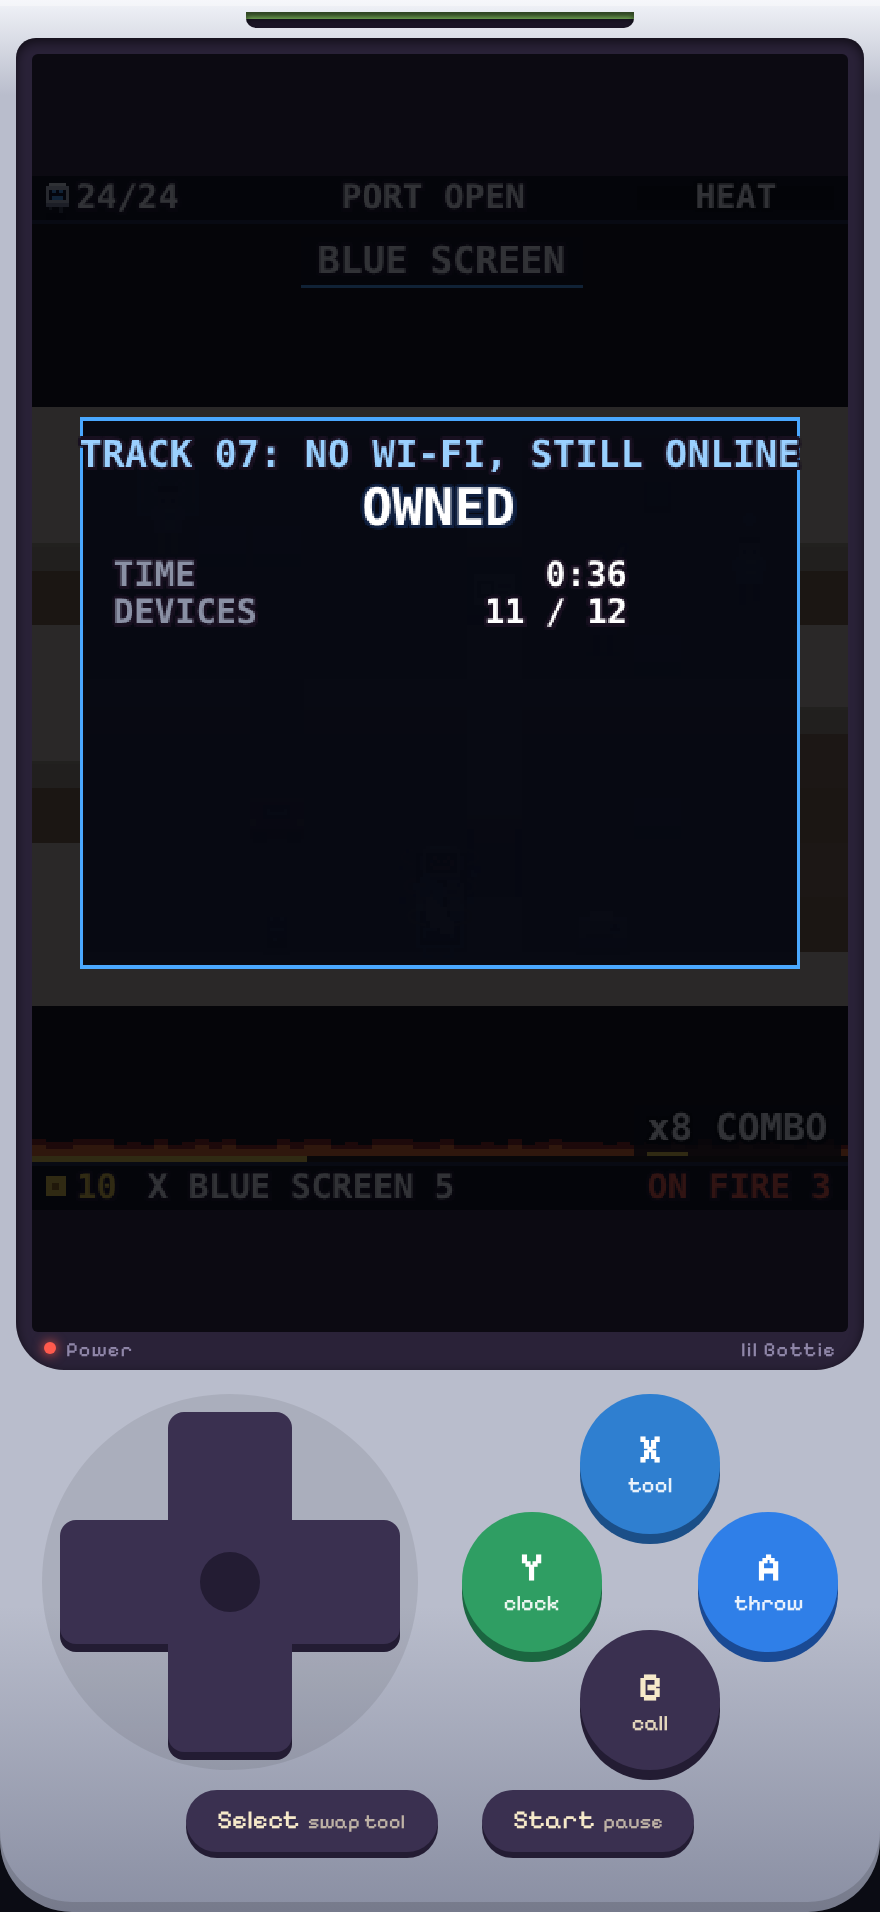 24/24 PORT OPEN HEAT
BLUE SCREEN
TRACK 07: NO WI-FI, STILL ONLINE
OWNED
TIME 0:36
DEVICES 11 / 12
x8 COMBO
10 X BLUE SCREEN 5 ON FIRE 3
Power lil Bottie
X
tool
Y
clock
A
throw
B
call
Select swap tool
Start pause